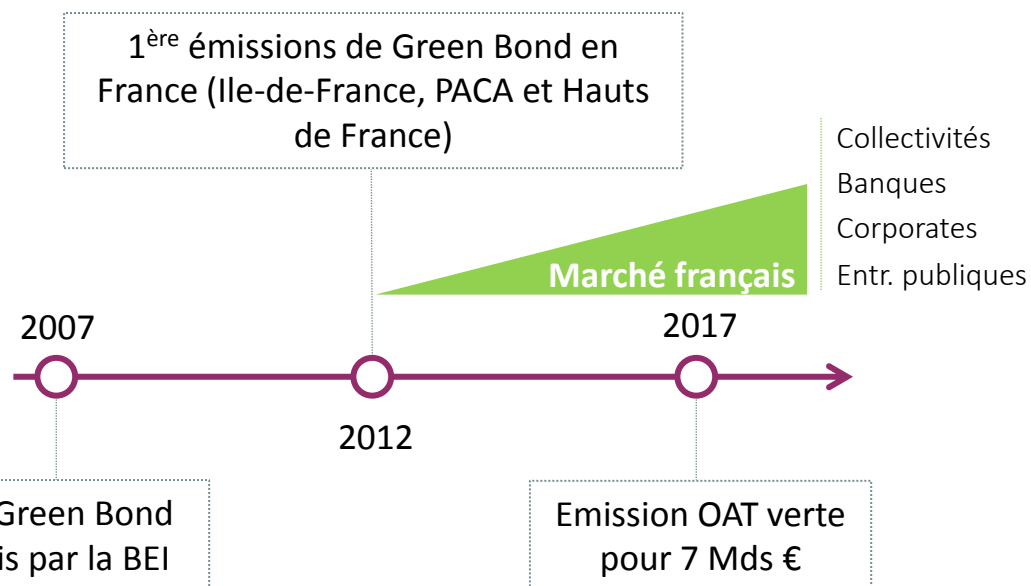 1ère émissions de Green Bond en
France (Ile-de-France, PACA et Hauts
de France)
Collectivités
Banques
Corporates
Entr. publiques
Marché français
2007
2017
2012
Green Bond
par la BEI
Emission OAT verte
pour 7 Mds €